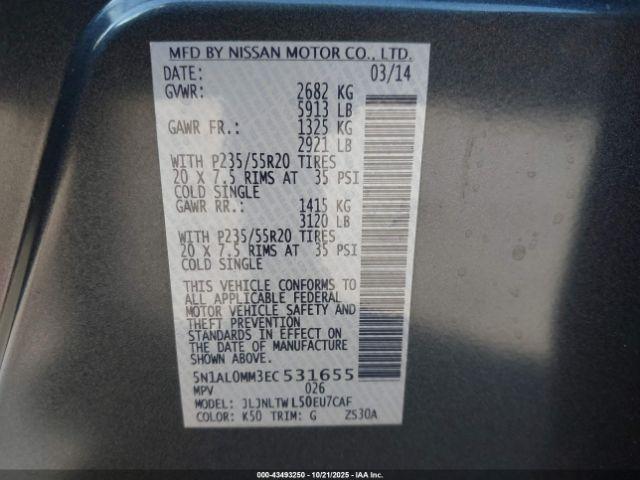 MFD BY NISSAN MOTOR CO., LTD.
DATE: 03/14
GVWR: 2682 KG
5913 LB
GAWR FR.: 1325 KG
2921 LB
WITH P235/55R20 TIRES
20 X 7.5 RIMS AT 35 PSI
COLD SINGLE
GAWR RR.: 1415 KG
3120 LB
WITH P235/55R20 TIRES
20 X 7.5 RIMS AT 35 PSI
COLD SINGLE
THIS VEHICLE CONFORMS TO
ALL APPLICABLE FEDERAL
MOTOR VEHICLE SAFETY AND
THEFT PREVENTION
STANDARDS IN EFFECT ON
THE DATE OF MANUFACTURE
SHOWN ABOVE.
5N1AL0MM3EC531655
MPV 026
MODEL: JLJNLTWL50EU7CAF
COLOR: K50 TRIM: G ZS30A
000-43493250 - 10/21/2025 - IAAI.CA